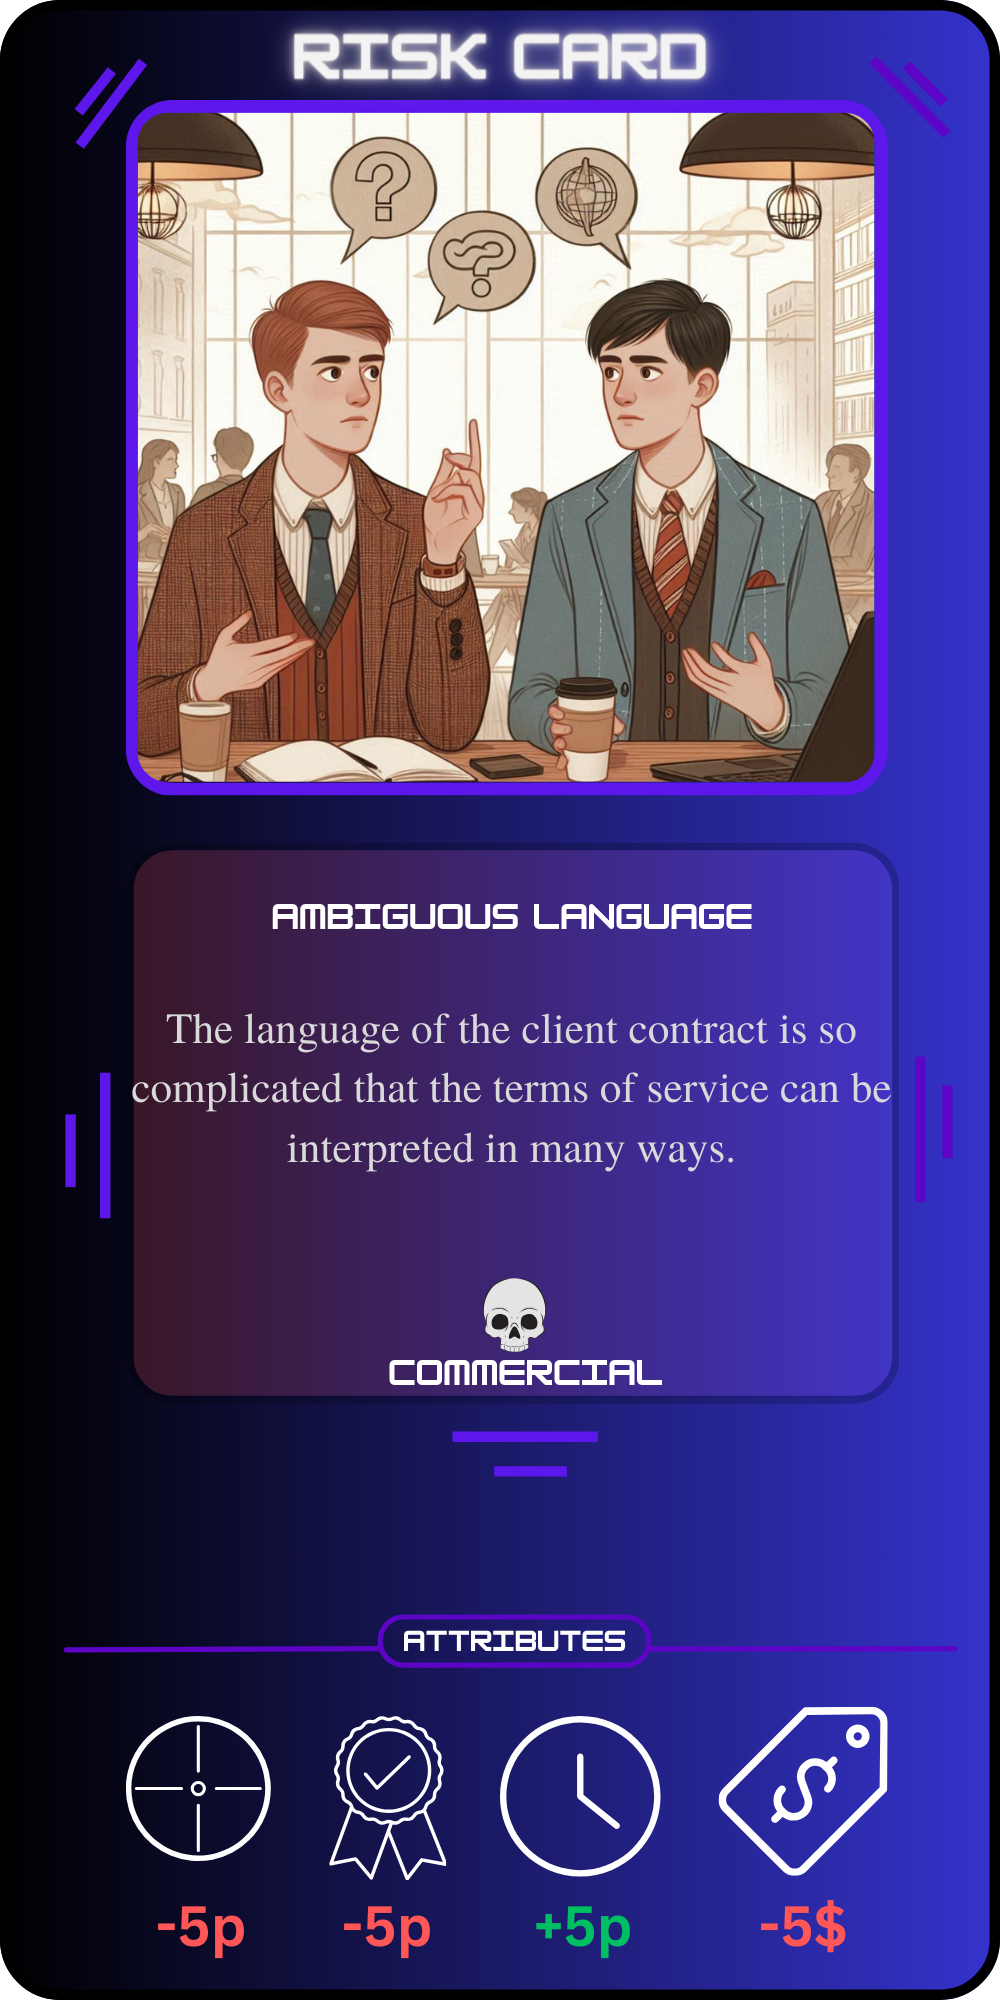 RISK CARD
?
?
AMBIGUOUS LANGUAGE
The language of the client contract is so
complicated that the terms of service can be
interpreted in many ways.
COMMERCIAL
ATTRIBUTES
$
-5p -5p +5p -5$